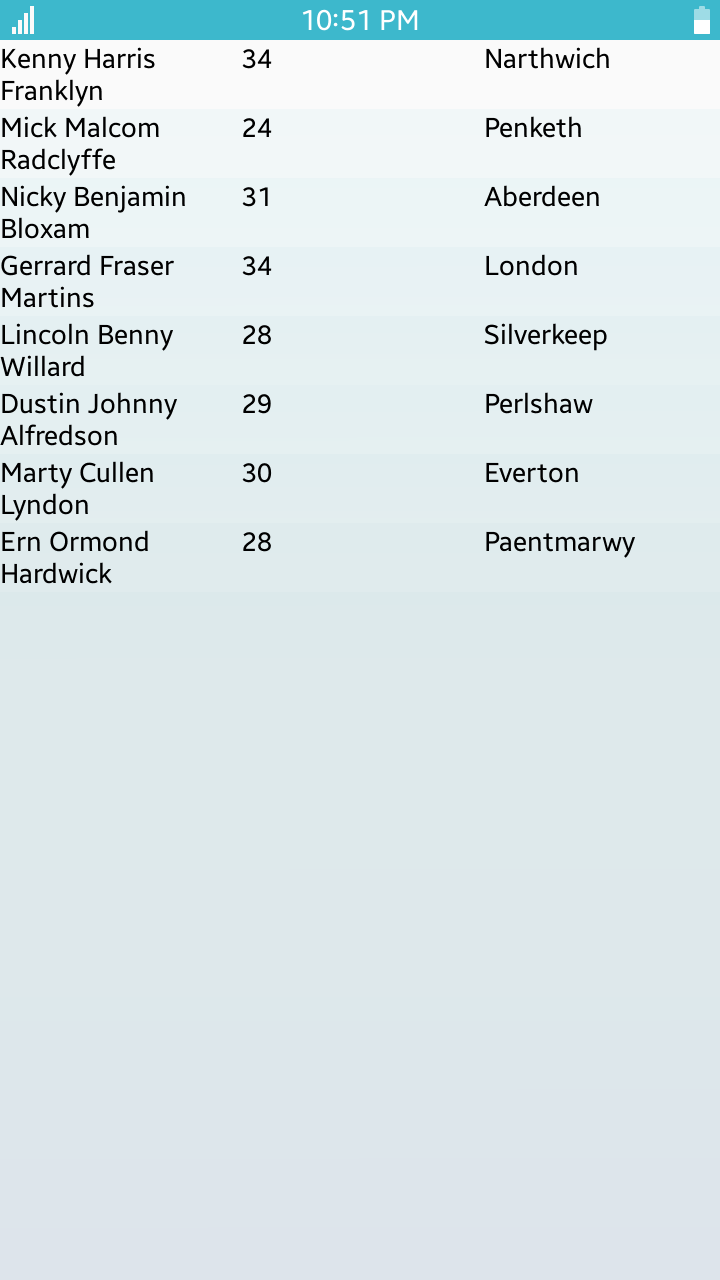 10:51 PM
Kenny Harris 34 Narthwich
Franklyn
Mick Malcom 24 Penketh
Radclyffe
Nicky Benjamin 31 Aberdeen
Bloxam
Gerrard Fraser 34 London
Martins
Lincoln Benny 28 Silverkeep
Willard
Dustin Johnny 29 Perlshaw
Alfredson
Marty Cullen 30 Everton
Lyndon
Ern Ormond 28 Paentmarwy
Hardwick